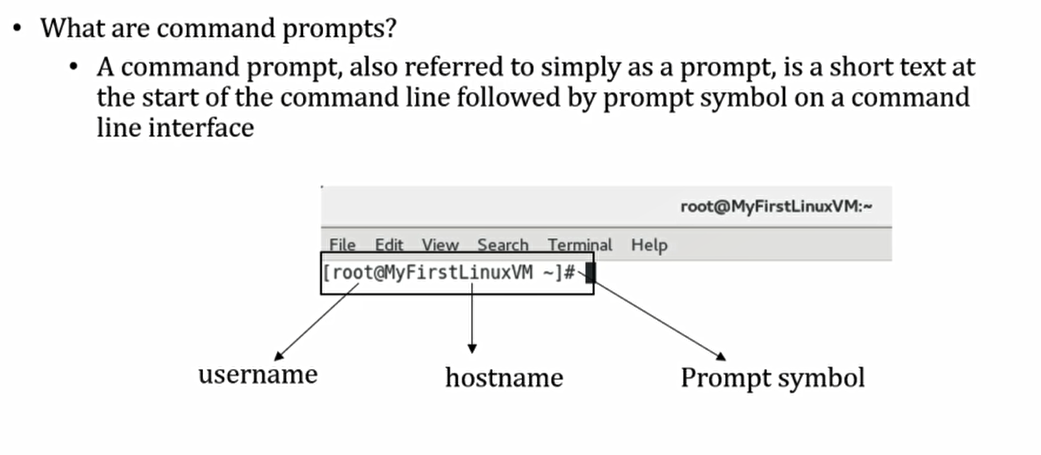 • What are command prompts?
• A command prompt, also referred to simply as a prompt, is a short text at
the start of the command line followed by prompt symbol on a command
line interface
root@MyFirstLinuxVM:~
File Edit View Search Terminal Help
[root@MyFirstLinuxVM ~]#
username hostname Prompt symbol